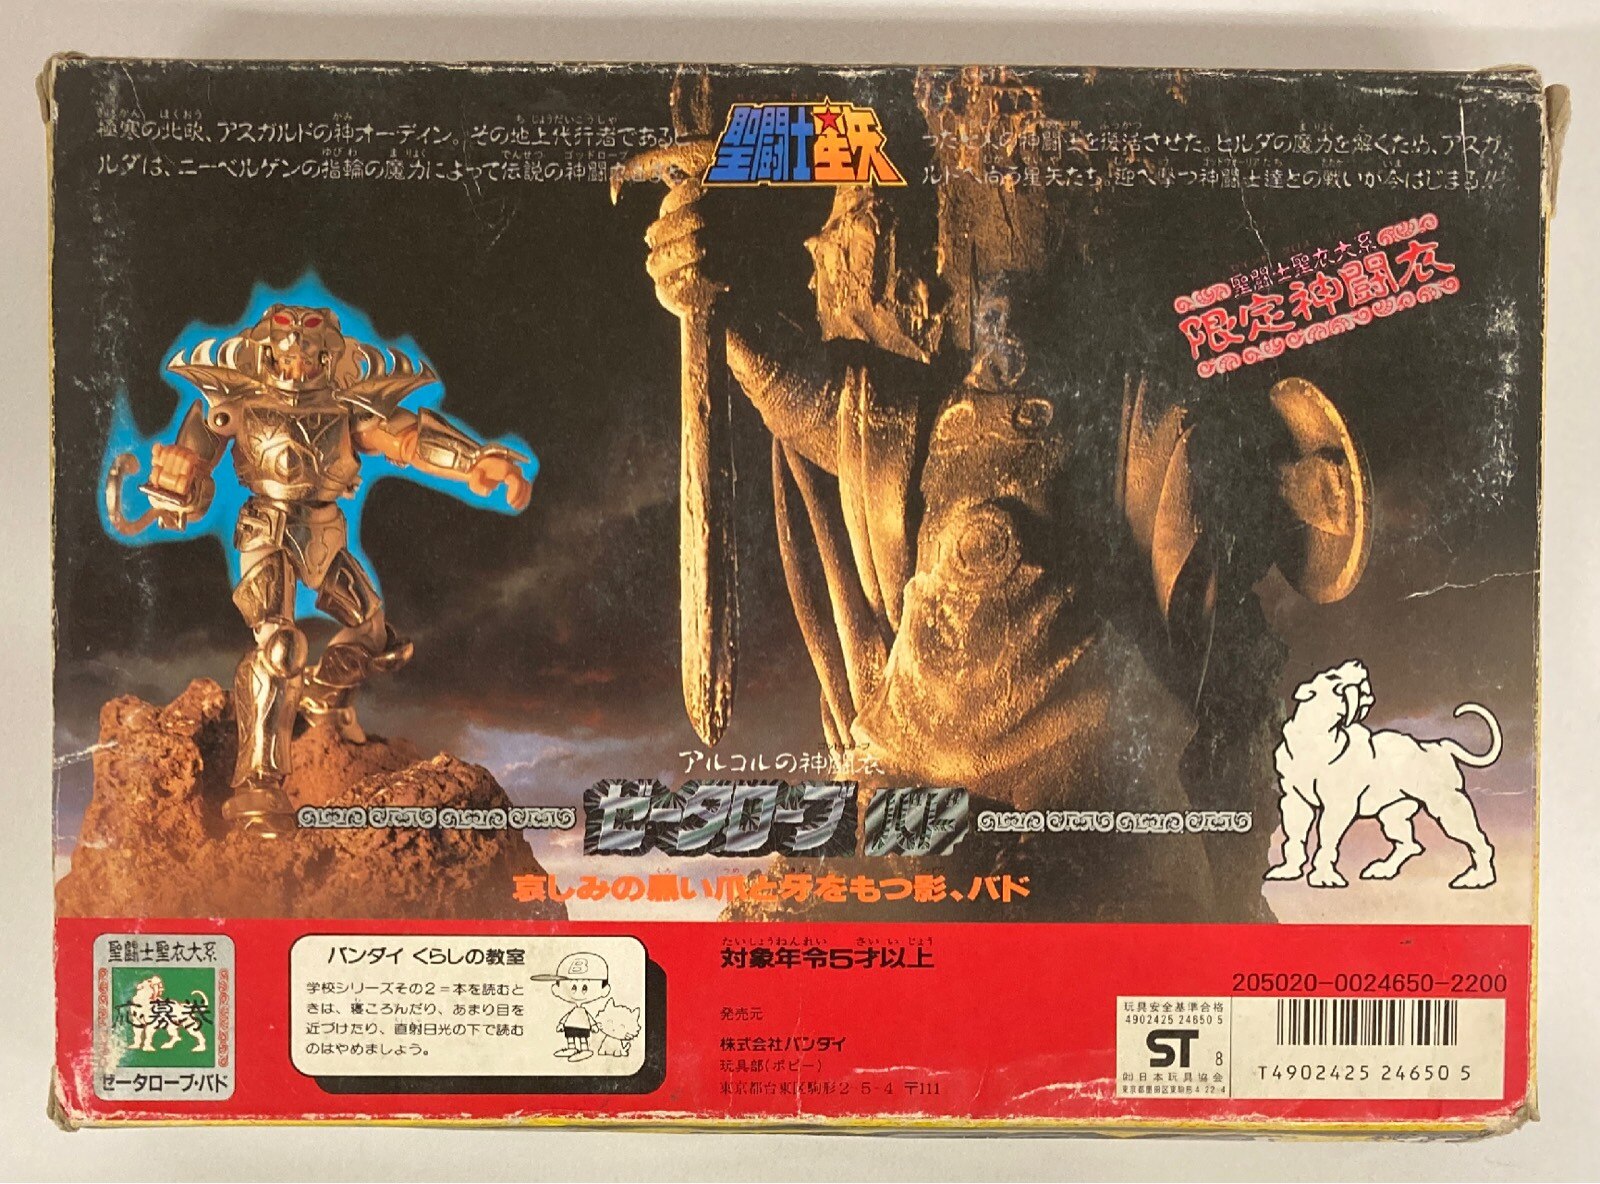 極寒の北欧、アスガルドの神オーディン。その地上代行者であるヒ
ルダは、ニーベルゲンの指輪の魔力によって伝説の神闘衣
聖闘士星矢
神闘士を復活させた。ヒルダの魔力を解くため、アスガ
ルドへ向う星矢たち。迎へ撃つ神闘士達との戦いが今はじまる!!
聖闘士聖衣大系
限定神闘衣
アルコルの神闘衣
ゼータローブ バド
哀しみの黒い爪と牙をもつ影、バド
聖闘士聖衣大系
応募券
ゼータローブ・バド
バンダイ くらしの教室
学校シリーズその2=本を読むと
きは、寝ころんだり、あまり目を
近づけたり、直射日光の下で読む
のはやめましょう。
B
対象年令5才以上
発売元
株式会社バンダイ
玩具部(ポピー)
東京都台東区駒形2-5-4 〒111
205020-0024650-2200
玩具安全基準合格
4902425 24650 5
ST 8
㈳日本玩具協会
東京都墨田区東駒形4-22-4
T4902425 24650 5